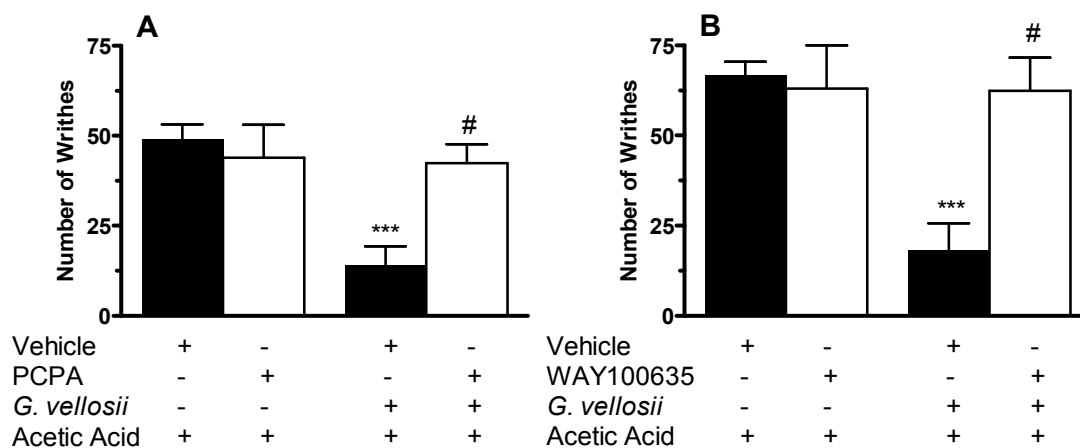 A
75
50
25
0
Number of Writhes
***
#
Vehicle + - + -
PCPA - + - +
G. vellosii - - + +
Acetic Acid + + + +
B
75
50
25
0
Number of Writhes
***
#
Vehicle + - + -
WAY100635 - + - +
G. vellosii - - + +
Acetic Acid + + + +